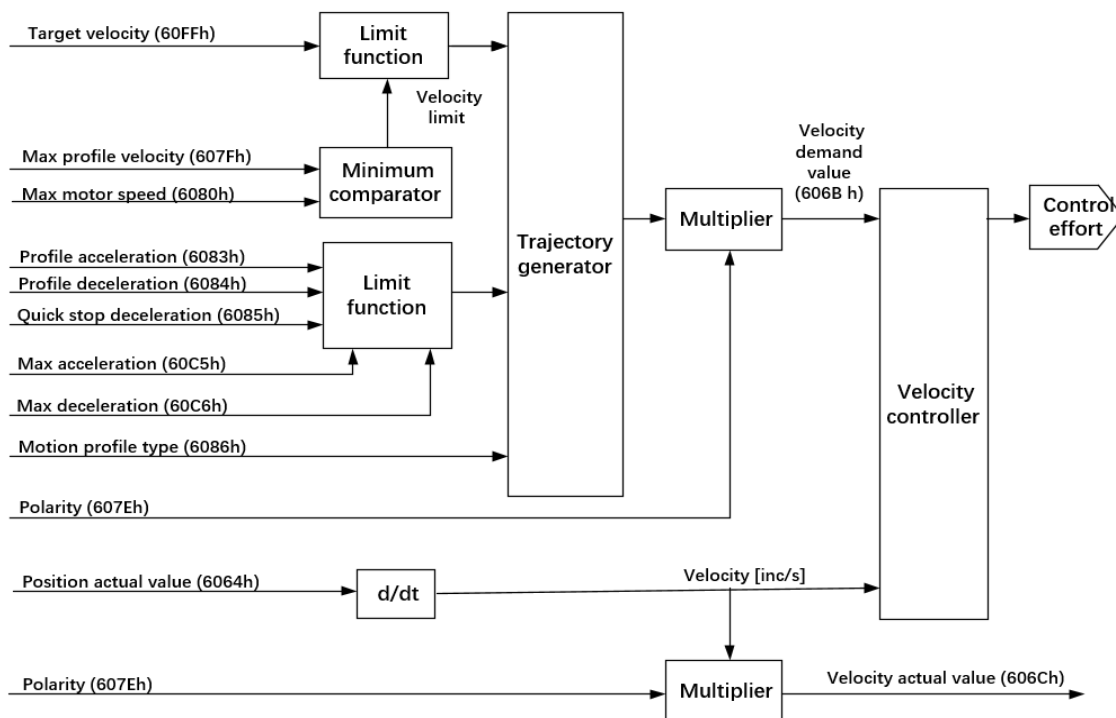 Target velocity (60FFh)
Limit
function
Velocity
limit
Max profile velocity (607Fh)
Max motor speed (6080h)
Minimum
comparator
Profile acceleration (6083h)
Profile deceleration (6084h)
Quick stop deceleration (6085h)
Limit
function
Max acceleration (60C5h)
Max deceleration (60C6h)
Motion profile type (6086h)
Trajectory
generator
Polarity (607Eh)
Multiplier
Velocity
demand
value
(606B h)
Velocity
controller
Control
effort
Position actual value (6064h)
d/dt
Velocity [inc/s]
Polarity (607Eh)
Multiplier
Velocity actual value (606Ch)